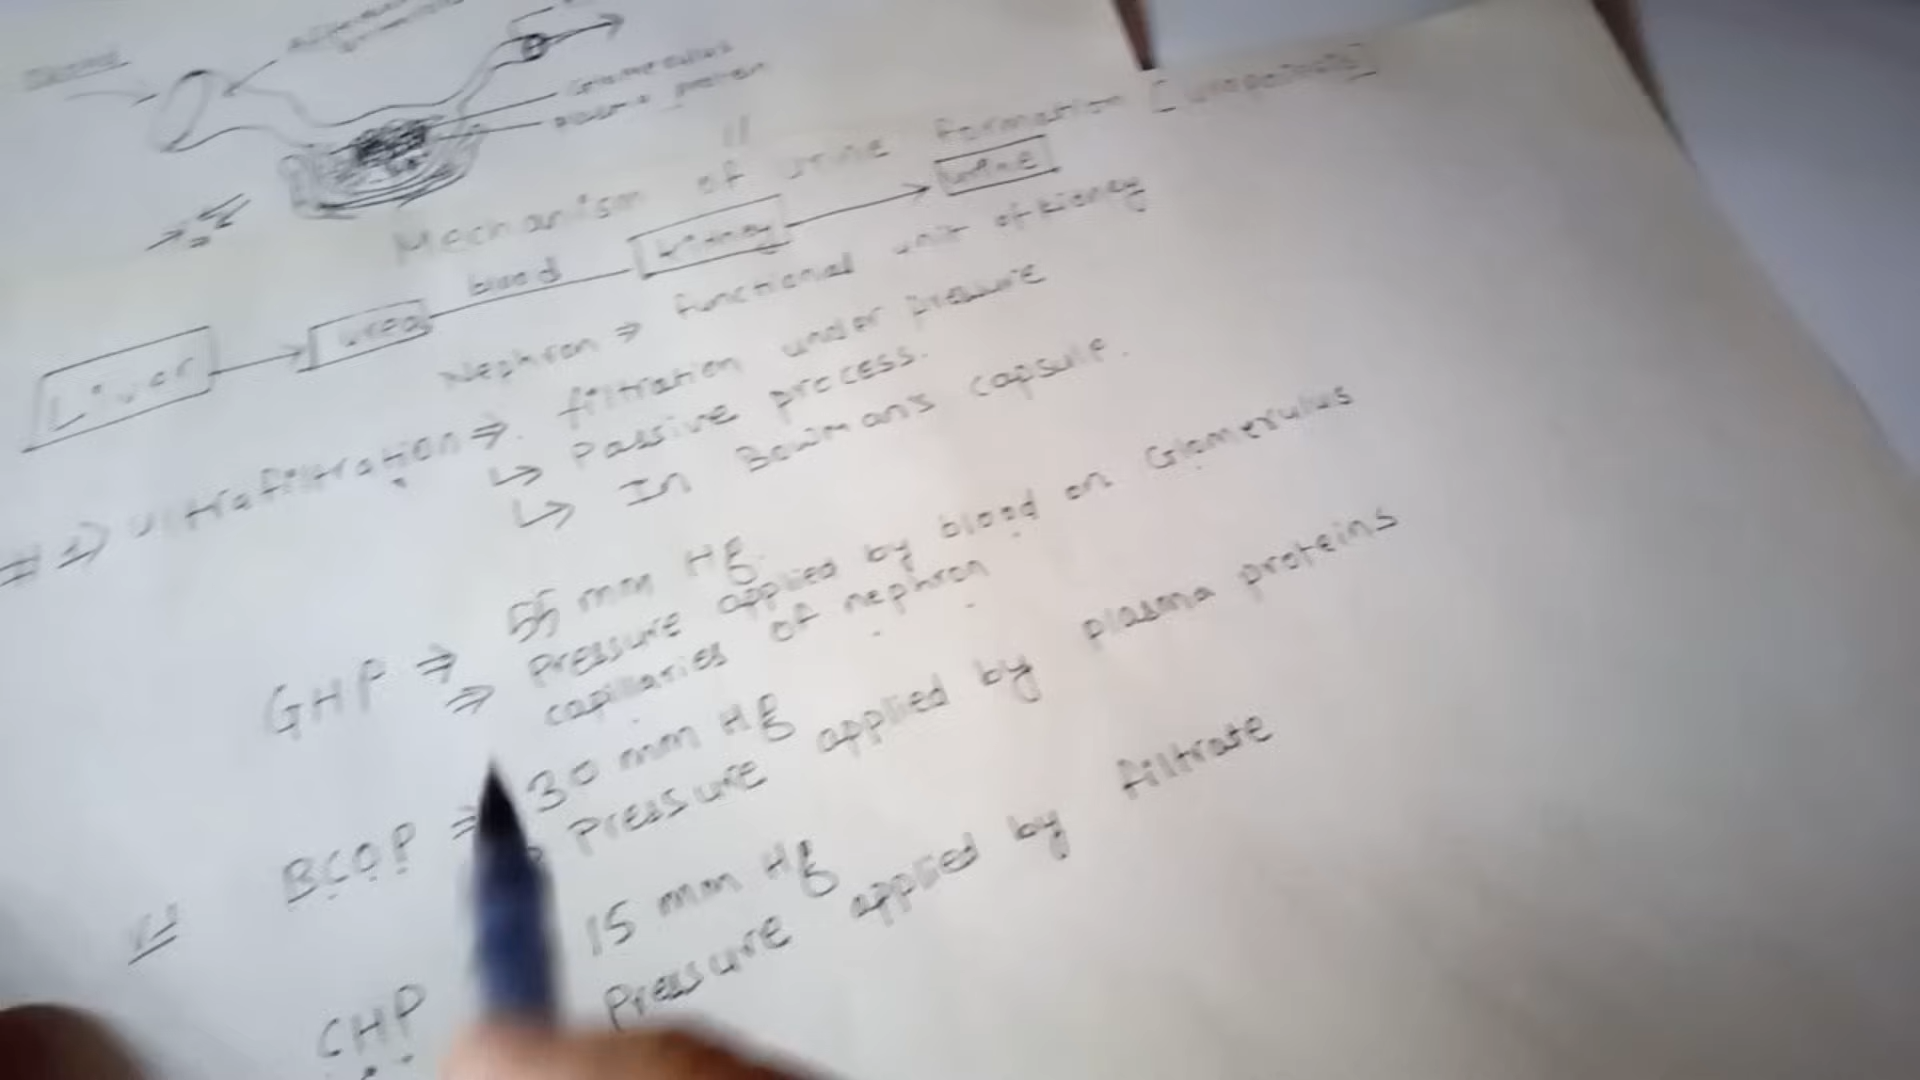 Glomerulus
plasma protein
Mechanism of urine formation [ureotelic]
Liver → urea blood Kidney → urine
Nephron ⇒ functional unit of kidney
# 1) Ultrafiltration ⇒ filtration under pressure
↳ Passive process.
↳ In Bowman's capsule.
GHP ⇒ 55 mm Hg.
⇒ Pressure applied by blood on Glomerulus
capillaries of nephron
BCOP ⇒ 30 mm Hg
Pressure applied by plasma proteins
CHP 15 mm Hg
Pressure applied by filtrate